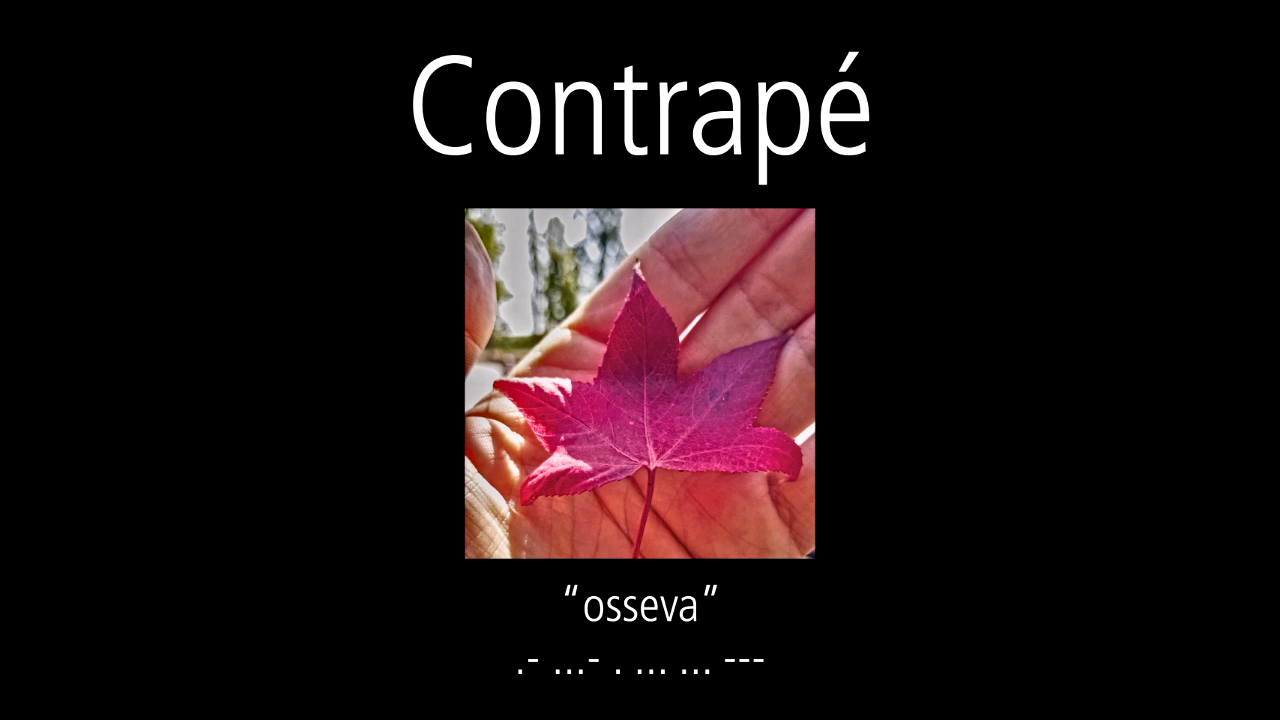 Contrapé
“osseva”
.- ...- . ... ... ---